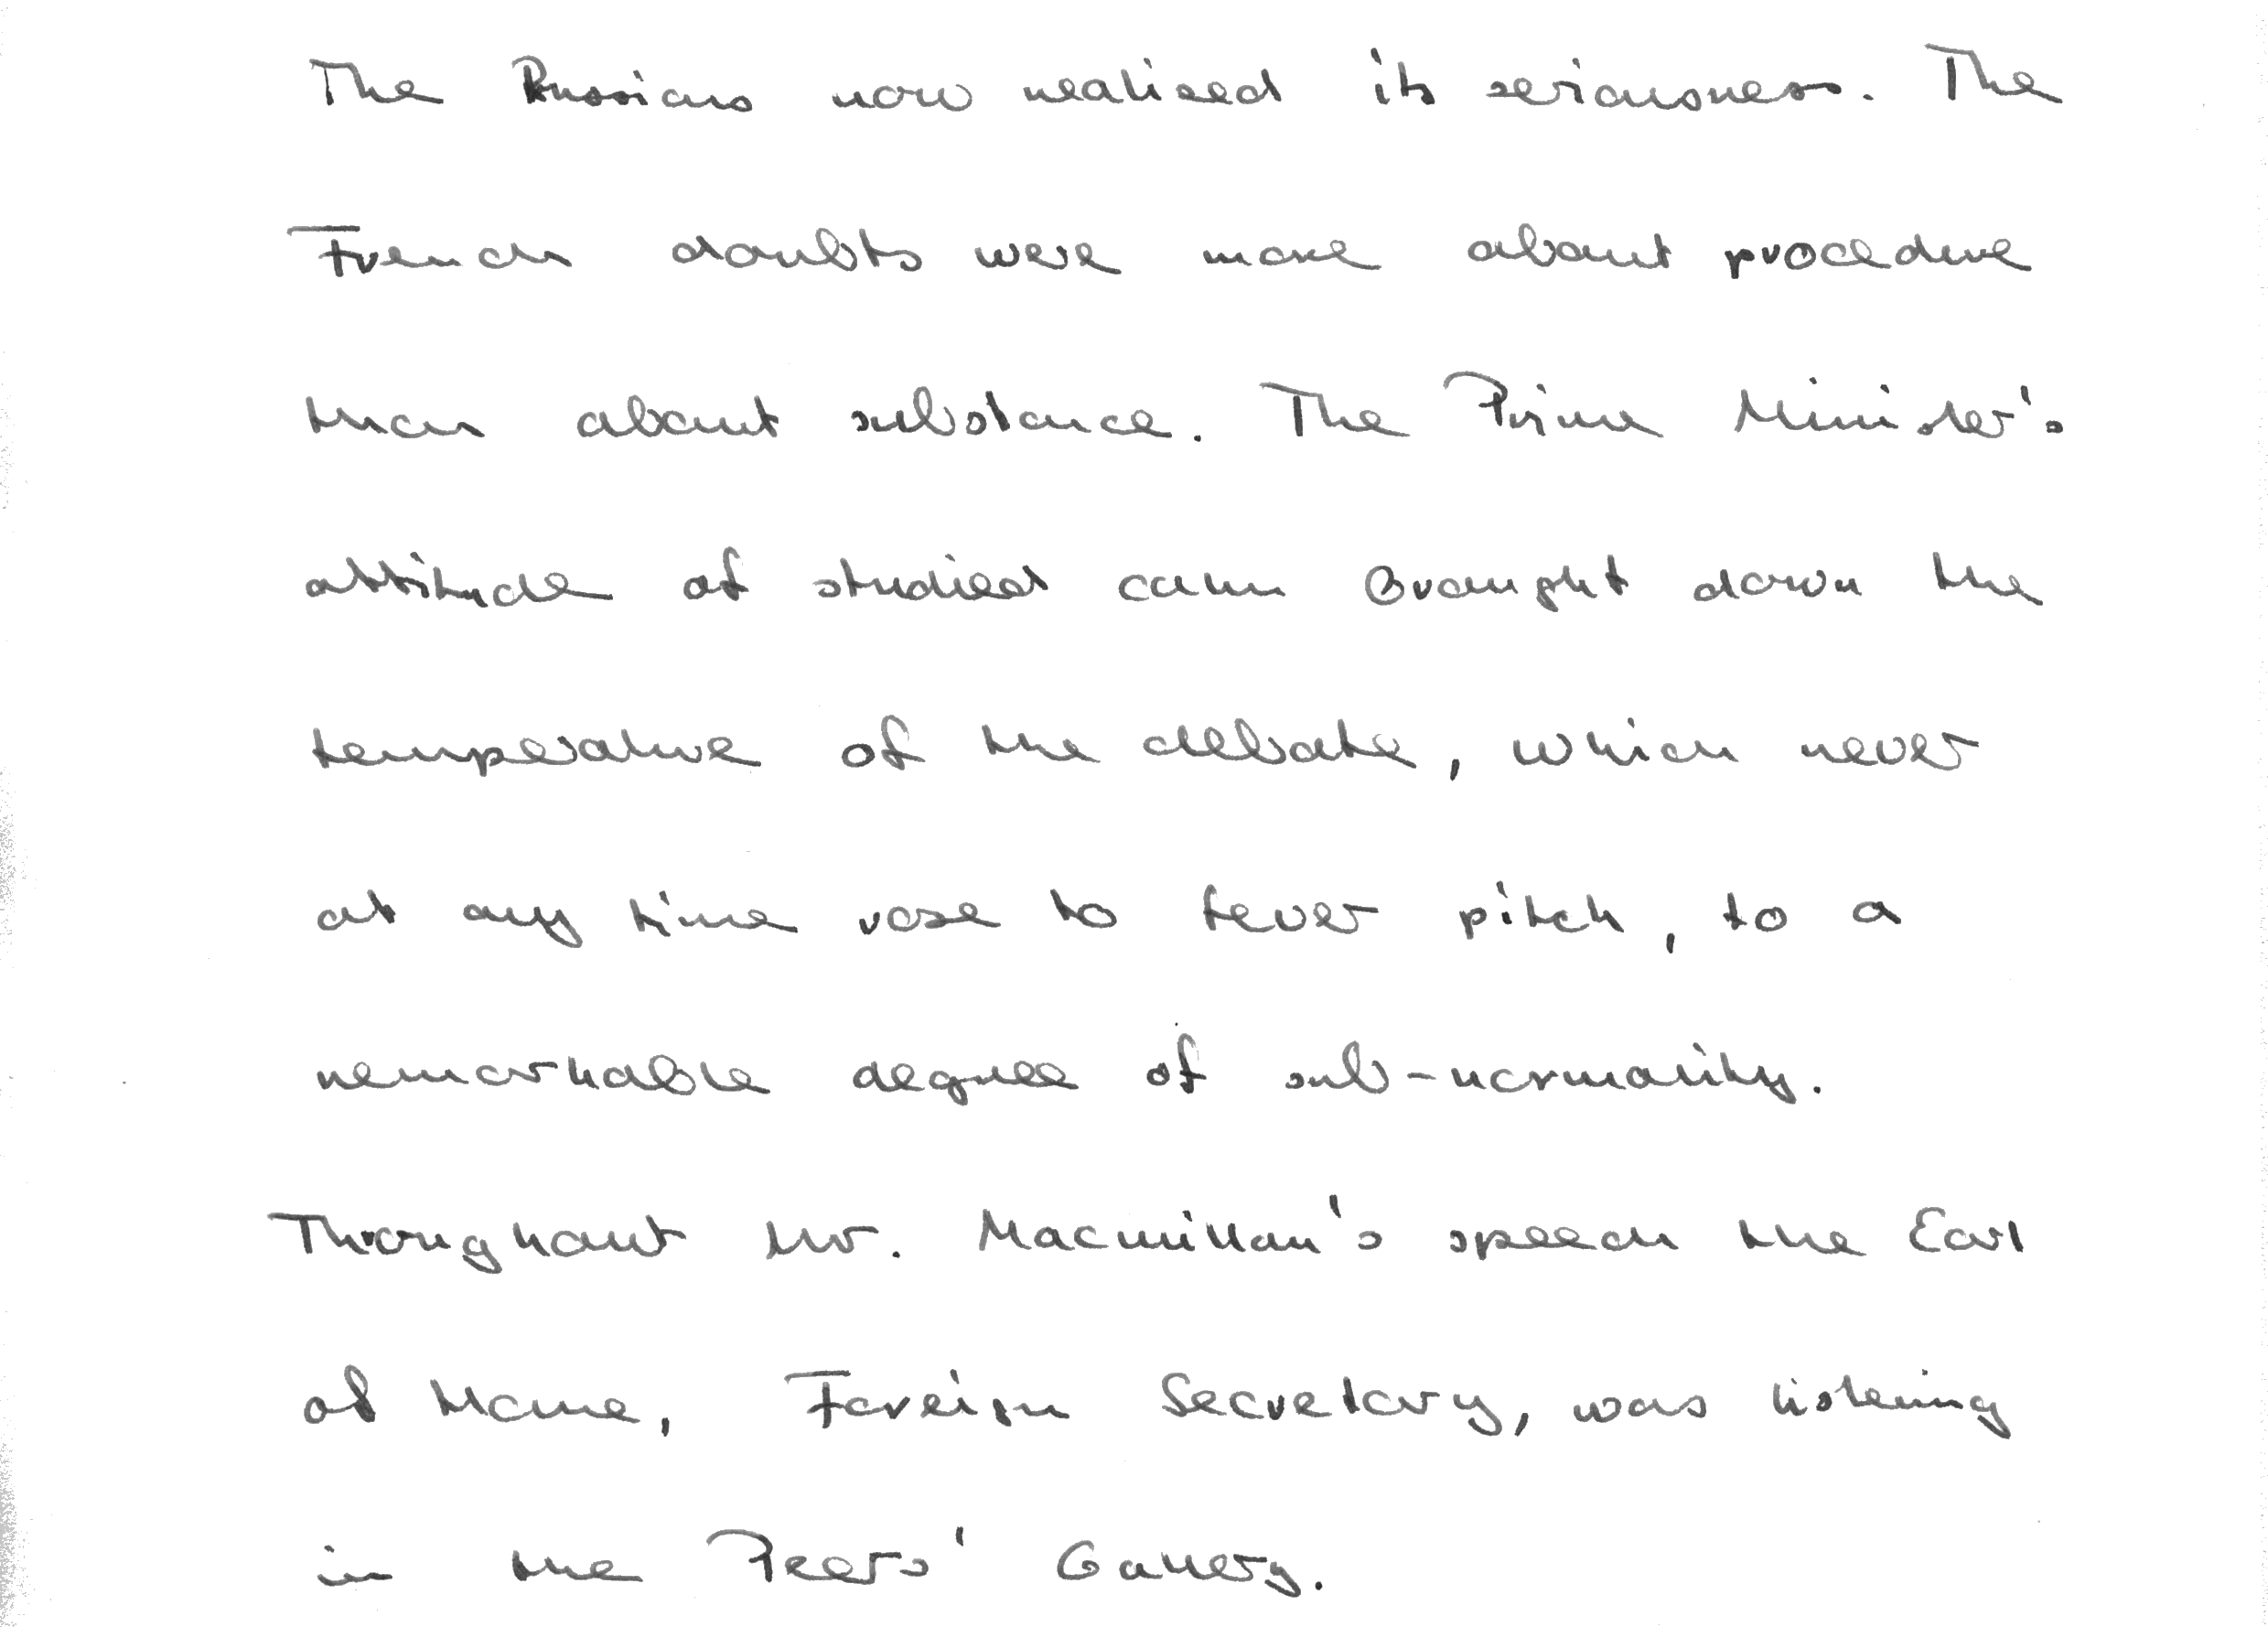 The Russians now realised its seriousness. The
French doubts were more about procedure
than about substance. The Prime Minister's
attitude of studied calm brought down the
temperature of the debate, which never
at any time rose to fever pitch, to a
remarkable degree of sub-normality.
Throughout Mr. Macmillan's speech the Earl
of Home, Foreign Secretary, was listening
in the Peers' Gallery.